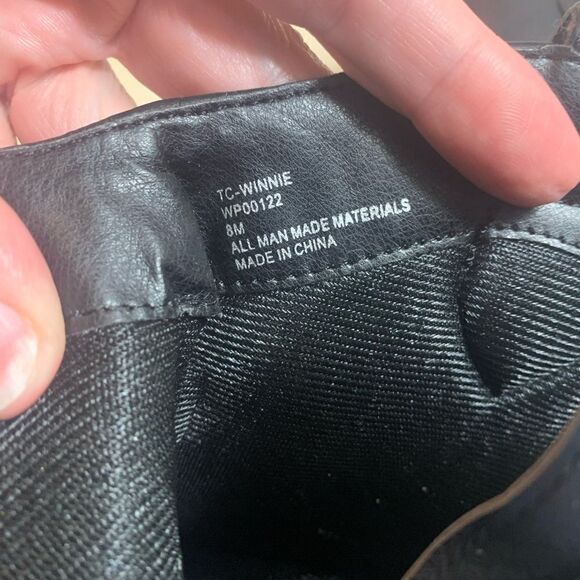 TC-WINNIE
WP00122
8M
ALL MAN MADE MATERIALS
MADE IN CHINA